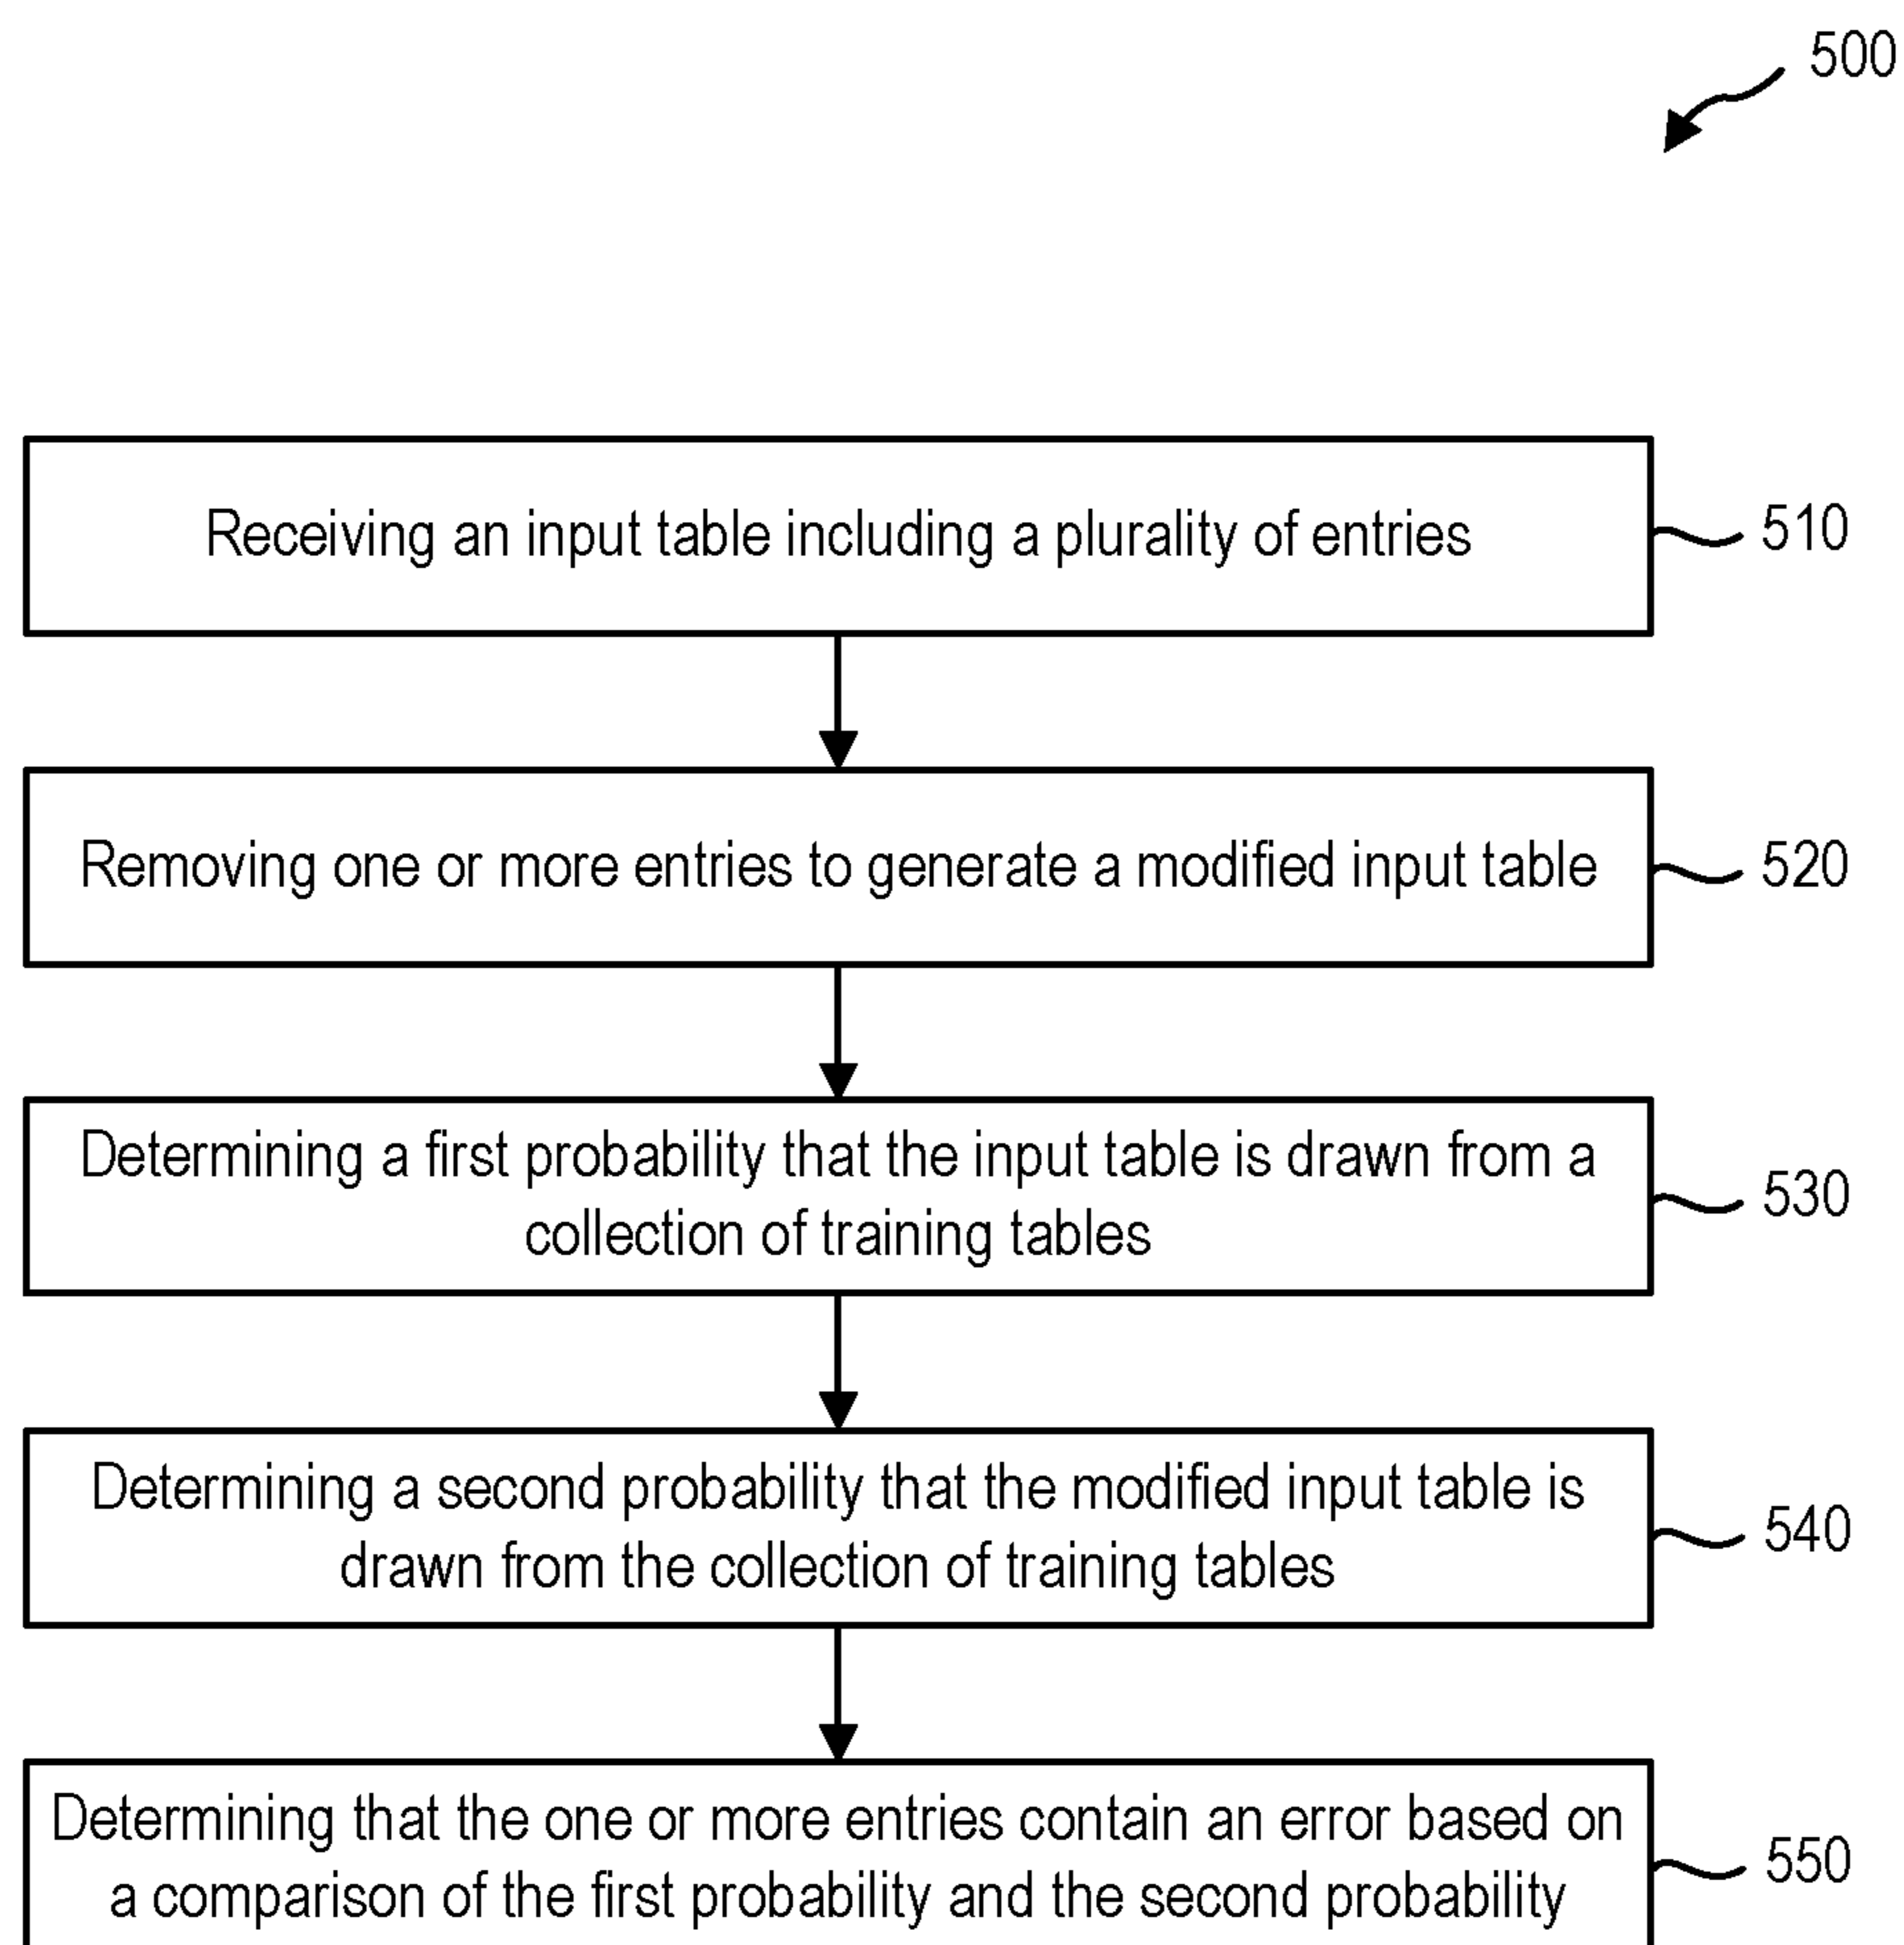 500
Receiving an input table including a plurality of entries
510
Removing one or more entries to generate a modified input table
520
Determining a first probability that the input table is drawn from a
collection of training tables
530
Determining a second probability that the modified input table is
drawn from the collection of training tables
540
Determining that the one or more entries contain an error based on
a comparison of the first probability and the second probability
550